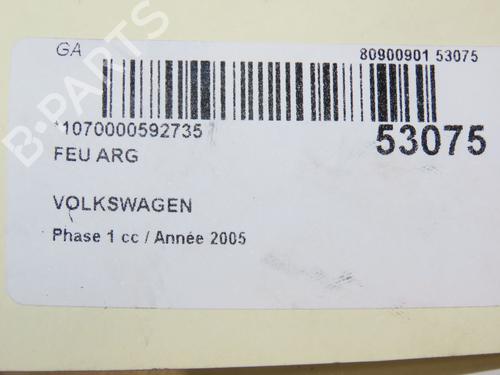 GA 80900901 53075
*1070000592735 53075
FEU ARG
VOLKSWAGEN
Phase 1 cc / Année 2005
B-PARTS